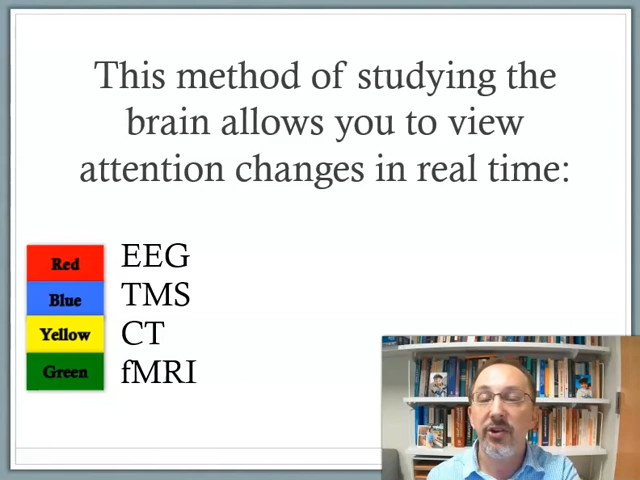 This method of studying the
brain allows you to view
attention changes in real time:
Red EEG
Blue TMS
Yellow CT
Green fMRI